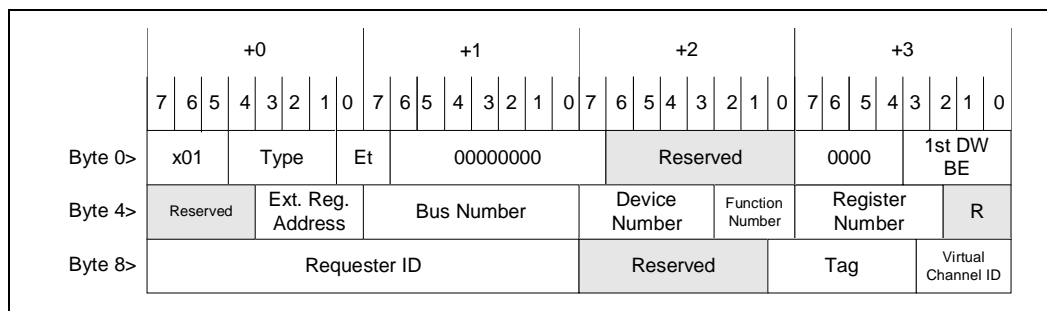 +0 +1 +2 +3
7 6 5 4 3 2 1 0 7 6 5 4 3 2 1 0 7 6 5 4 3 2 1 0 7 6 5 4 3 2 1 0
Byte 0> x01 Type Et 00000000 Reserved 0000 1st DW
BE
Byte 4> Reserved Ext. Reg. Bus Number Device Function Register R
Address Number Number Number
Byte 8> Requester ID Reserved Tag Virtual
Channel ID